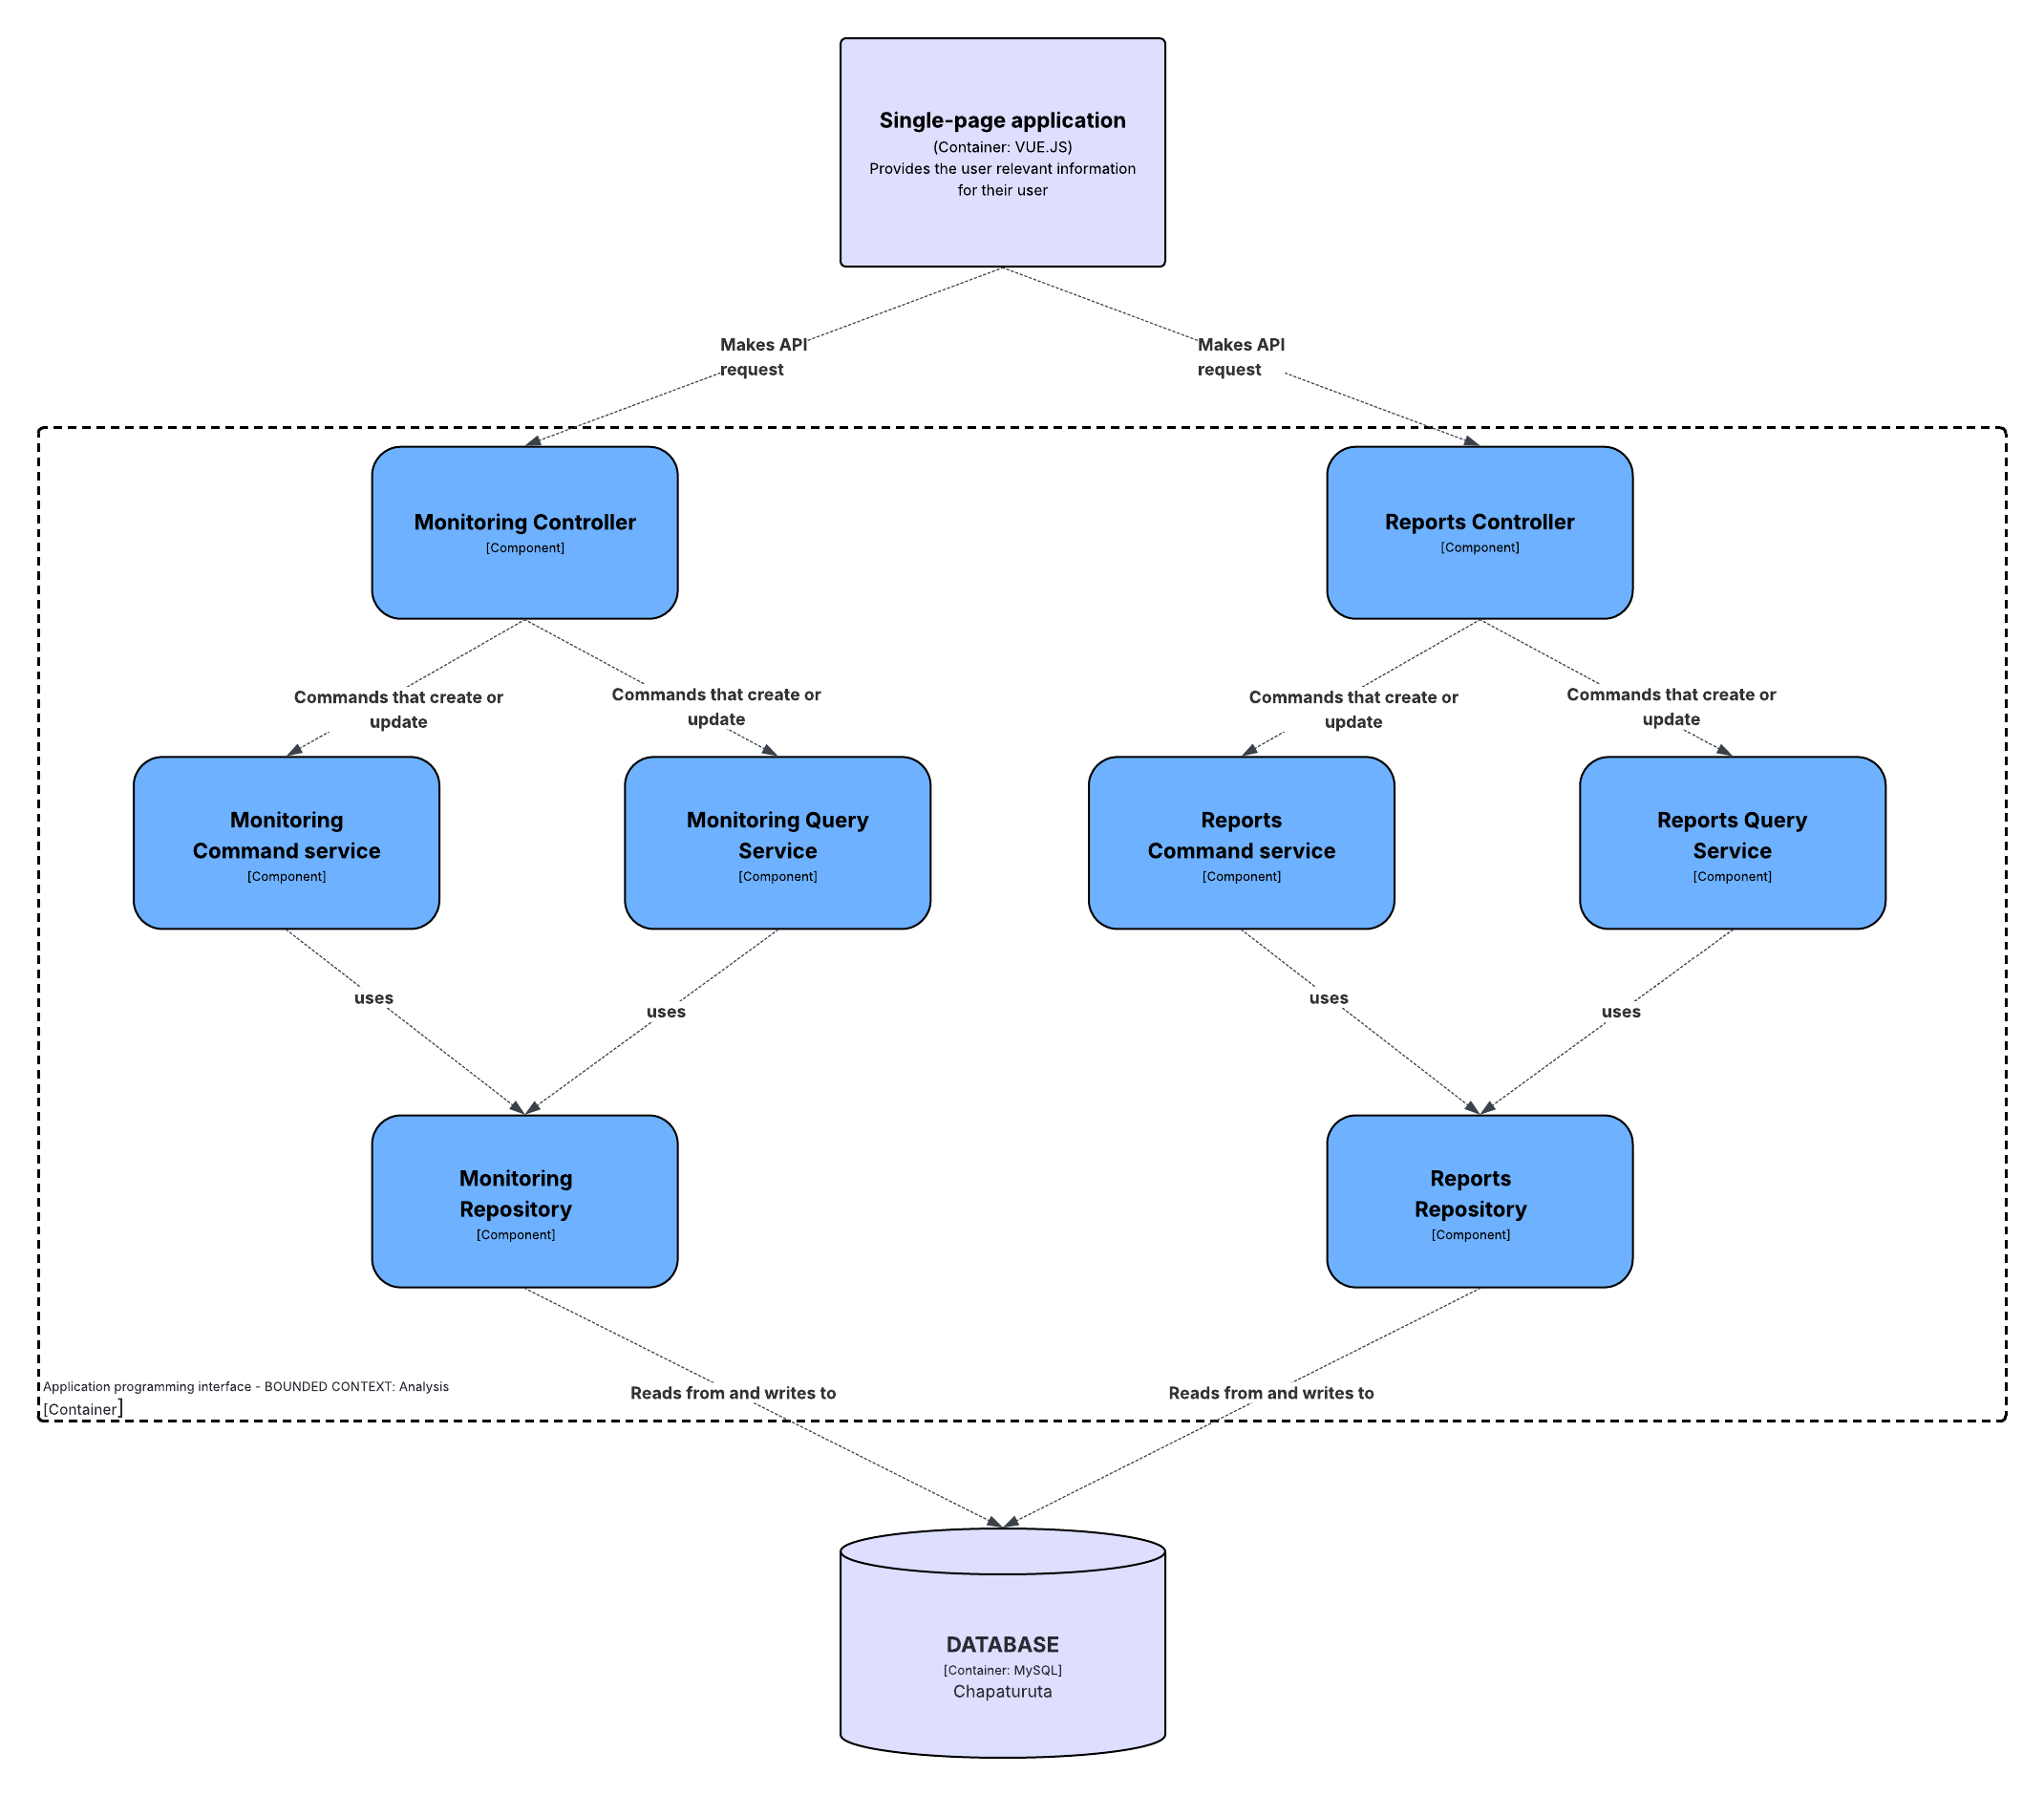 Single-page application
(Container: VUE.JS)
Provides the user relevant information
for their user
Makes API
request
Makes API
request
Monitoring Controller
[Component]
Reports Controller
[Component]
Commands that create or
update
Commands that create or
update
Commands that create or
update
Commands that create or
update
Monitoring
Command service
[Component]
Monitoring Query
Service
[Component]
Reports
Command service
[Component]
Reports Query
Service
[Component]
uses
uses
uses
uses
Monitoring
Repository
[Component]
Reports
Repository
[Component]
Application programming interface - BOUNDED CONTEXT: Analysis
[Container]
Reads from and writes to
Reads from and writes to
DATABASE
[Container: MySQL]
Chapaturuta